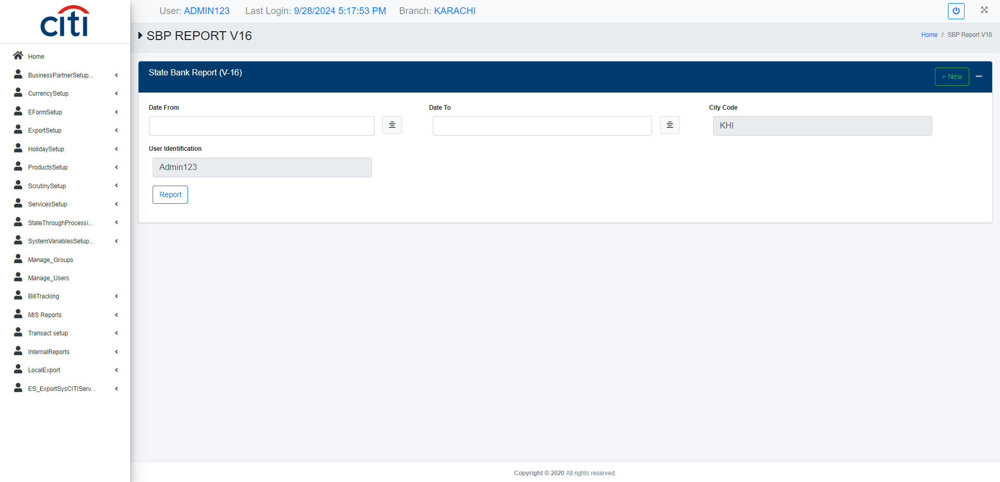 citi
User: ADMIN123 Last Login: 9/28/2024 5:17:53 PM Branch: KARACHI
SBP REPORT V16
Home / SBP Report V16
Home
BusinessPartnerSetup...
CurrencySetup
EFormSetup
ExportSetup
HolidaySetup
ProductsSetup
ScrutinySetup
ServicesSetup
StateThroughProcessi...
SystemVariablesSetup...
Manage_Groups
Manage_Users
BillTracking
MIS Reports
Transact setup
InternalReports
LocalExport
ES_ExportSysCITIServ...
State Bank Report (V-16)
+ New
Date From Date To City Code
KHI
User Identification
Admin123
Report
Copyright © 2020 All rights reserved.